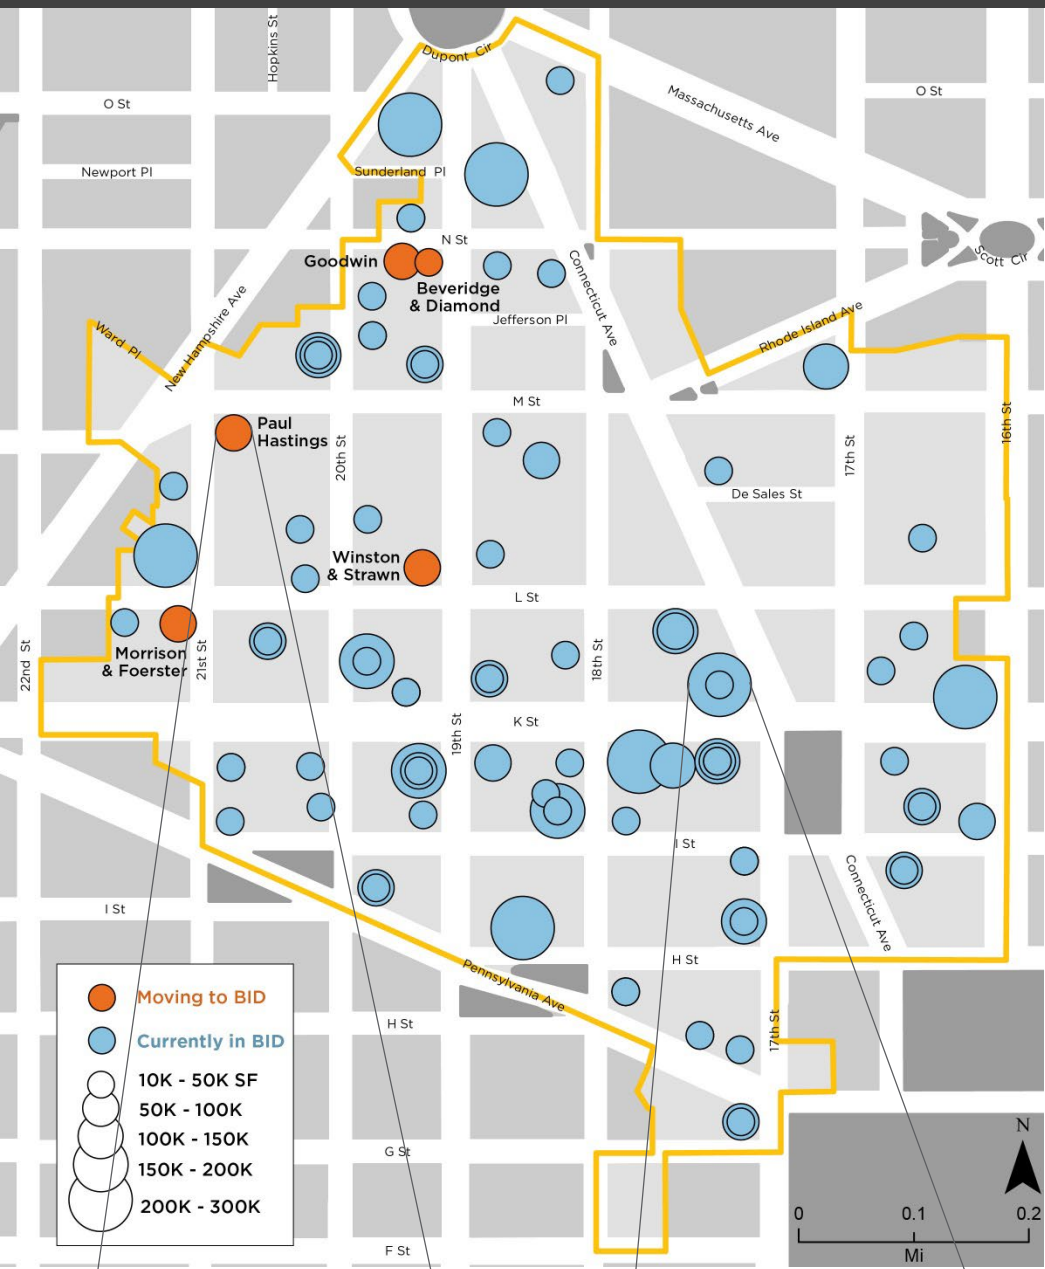 Hopkins St
Dupont Cir
O St
Massachusetts Ave
O St
Newport Pl
Sunderland Pl
N St
Scott Cir
Goodwin
Beveridge
& Diamond
Connecticut Ave
New Hampshire Ave
Jefferson Pl
Rhode Island Ave
Ward Pl
M St
16th St
Paul
Hastings
20th St
17th St
De Sales St
Winston
& Strawn
L St
Morrison
& Foerster
22nd St
21st St
18th St
K St
19th St
I St
Connecticut Ave
I St
H St
Pennsylvania Ave
17th St
H St
Moving to BID
Currently in BID
10K - 50K SF
50K - 100K
100K - 150K
150K - 200K
200K - 300K
G St
F St
N
0 0.1 0.2
Mi